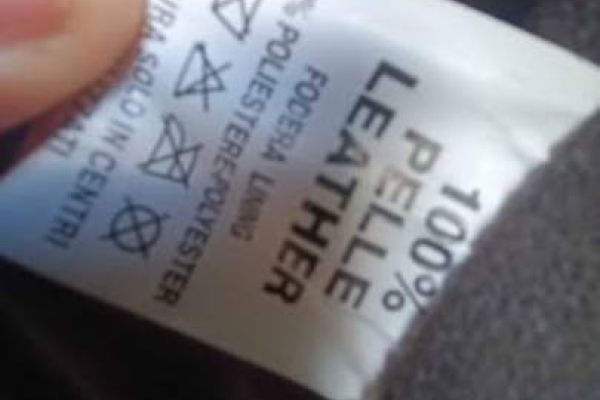 100%
PELLE
LEATHER
FODERA LINING
% POLIESTERE-POLYESTER
SOLO IN CENTRI